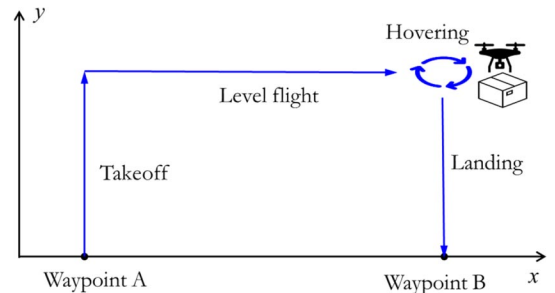 y
Hovering
Level flight
Takeoff
Landing
x
Waypoint A
Waypoint B